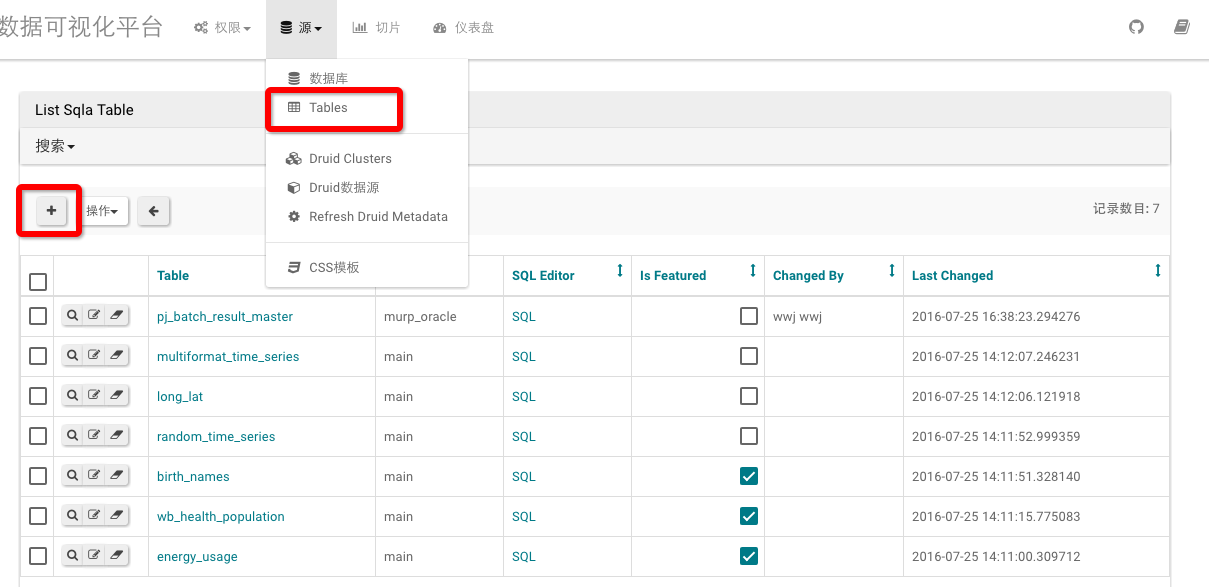 数据可视化平台 权限 源 切片 仪表盘
数据库
Tables
Druid Clusters
Druid数据源
Refresh Druid Metadata
CSS模板
List Sqla Table
搜索
操作
记录数目: 7
Table SQL Editor Is Featured Changed By Last Changed
pj_batch_result_master murp_oracle SQL wwj wwj 2016-07-25 16:38:23.294276
multiformat_time_series main SQL 2016-07-25 14:12:07.246231
long_lat main SQL 2016-07-25 14:12:06.121918
random_time_series main SQL 2016-07-25 14:11:52.999359
birth_names main SQL 2016-07-25 14:11:51.328140
wb_health_population main SQL 2016-07-25 14:11:15.775083
energy_usage main SQL 2016-07-25 14:11:00.309712